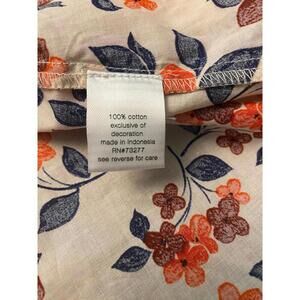 100% cotton
exclusive of
decoration
made in Indonesia
RN#73277
see reverse for care